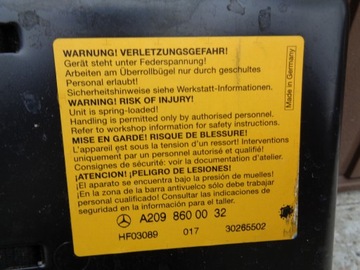 WARNUNG! VERLETZUNGSGEFAHR!
Gerät steht unter Federspannung!
Arbeiten am Überrollbügel nur durch geschultes
Personal erlaubt!
Sicherheitshinweise siehe Werkstatt-Informationen.
WARNING! RISK OF INJURY!
Unit is spring-loaded!
Handling is permitted only by authorised personnel.
Refer to workshop information for safety instructions.
MISE EN GARDE! RISQUE DE BLESSURE!
L'appareil est sous la tension d'un ressort! Interventions
uniquement par un personnel autorisé et qualifié!
Consignes de sécurité: voir la documentation d'atelier.
¡ATENCION! ¡PELIGRO DE LESIONES!
¡El aparato se encuentra bajo la presión de muelles!
¡En la zona de la barra antivuelco sólo debe trabajar
personal cualificado! Consultar las indicaciones de
seguridad en la información para el taller.
A209 860 00 32
HF03089 017 30265502
Made in Germany